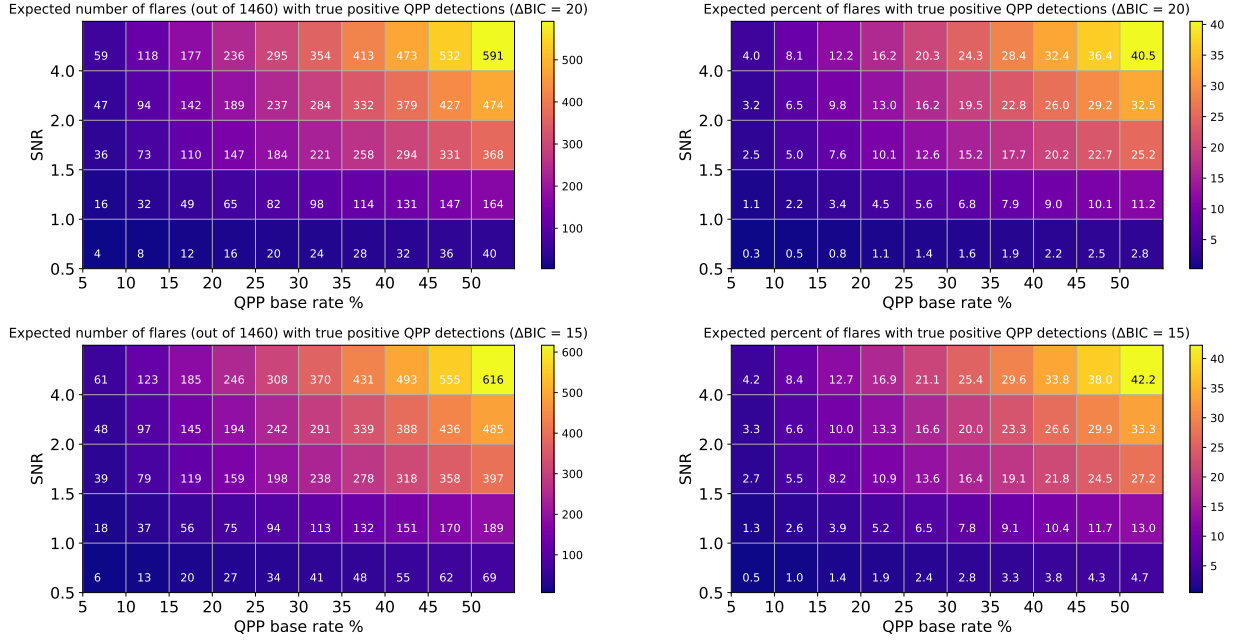 Expected number of flares (out of 1460) with true positive QPP detections (ΔBIC = 20)
59 118 177 236 295 354 413 473 532 591
4.0
47 94 142 189 237 284 332 379 427 474
2.0
36 73 110 147 184 221 258 294 331 368
1.5
16 32 49 65 82 98 114 131 147 164
1.0
4 8 12 16 20 24 28 32 36 40
0.5
SNR
5 10 15 20 25 30 35 40 45 50
QPP base rate %
500
400
300
200
100
Expected percent of flares with true positive QPP detections (ΔBIC = 20)
4.0 8.1 12.2 16.2 20.3 24.3 28.4 32.4 36.4 40.5
4.0
3.2 6.5 9.8 13.0 16.2 19.5 22.8 26.0 29.2 32.5
2.0
2.5 5.0 7.6 10.1 12.6 15.2 17.7 20.2 22.7 25.2
1.5
1.1 2.2 3.4 4.5 5.6 6.8 7.9 9.0 10.1 11.2
1.0
0.3 0.5 0.8 1.1 1.4 1.6 1.9 2.2 2.5 2.8
0.5
SNR
5 10 15 20 25 30 35 40 45 50
QPP base rate %
40
35
30
25
20
15
10
5
Expected number of flares (out of 1460) with true positive QPP detections (ΔBIC = 15)
61 123 185 246 308 370 431 493 555 616
4.0
48 97 145 194 242 291 339 388 436 485
2.0
39 79 119 159 198 238 278 318 358 397
1.5
18 37 56 75 94 113 132 151 170 189
1.0
6 13 20 27 34 41 48 55 62 69
0.5
SNR
5 10 15 20 25 30 35 40 45 50
QPP base rate %
600
500
400
300
200
100
Expected percent of flares with true positive QPP detections (ΔBIC = 15)
4.2 8.4 12.7 16.9 21.1 25.4 29.6 33.8 38.0 42.2
4.0
3.3 6.6 10.0 13.3 16.6 20.0 23.3 26.6 29.9 33.3
2.0
2.7 5.5 8.2 10.9 13.6 16.4 19.1 21.8 24.5 27.2
1.5
1.3 2.6 3.9 5.2 6.5 7.8 9.1 10.4 11.7 13.0
1.0
0.5 1.0 1.4 1.9 2.4 2.8 3.3 3.8 4.3 4.7
0.5
SNR
5 10 15 20 25 30 35 40 45 50
QPP base rate %
40
35
30
25
20
15
10
5